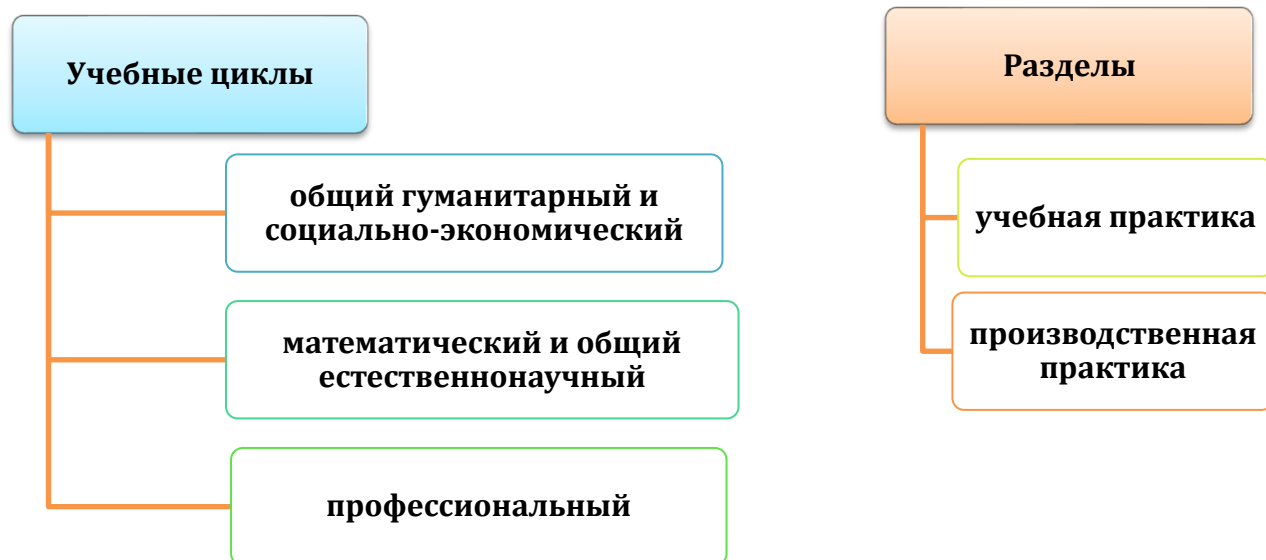 Учебные циклы
общий гуманитарный и
социально-экономический
математический и общий
естественнонаучный
профессиональный
Разделы
учебная практика
производственная
практика